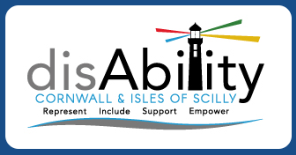 disAbility
CORNWALL & ISLES OF SCILLY
Represent Include Support Empower